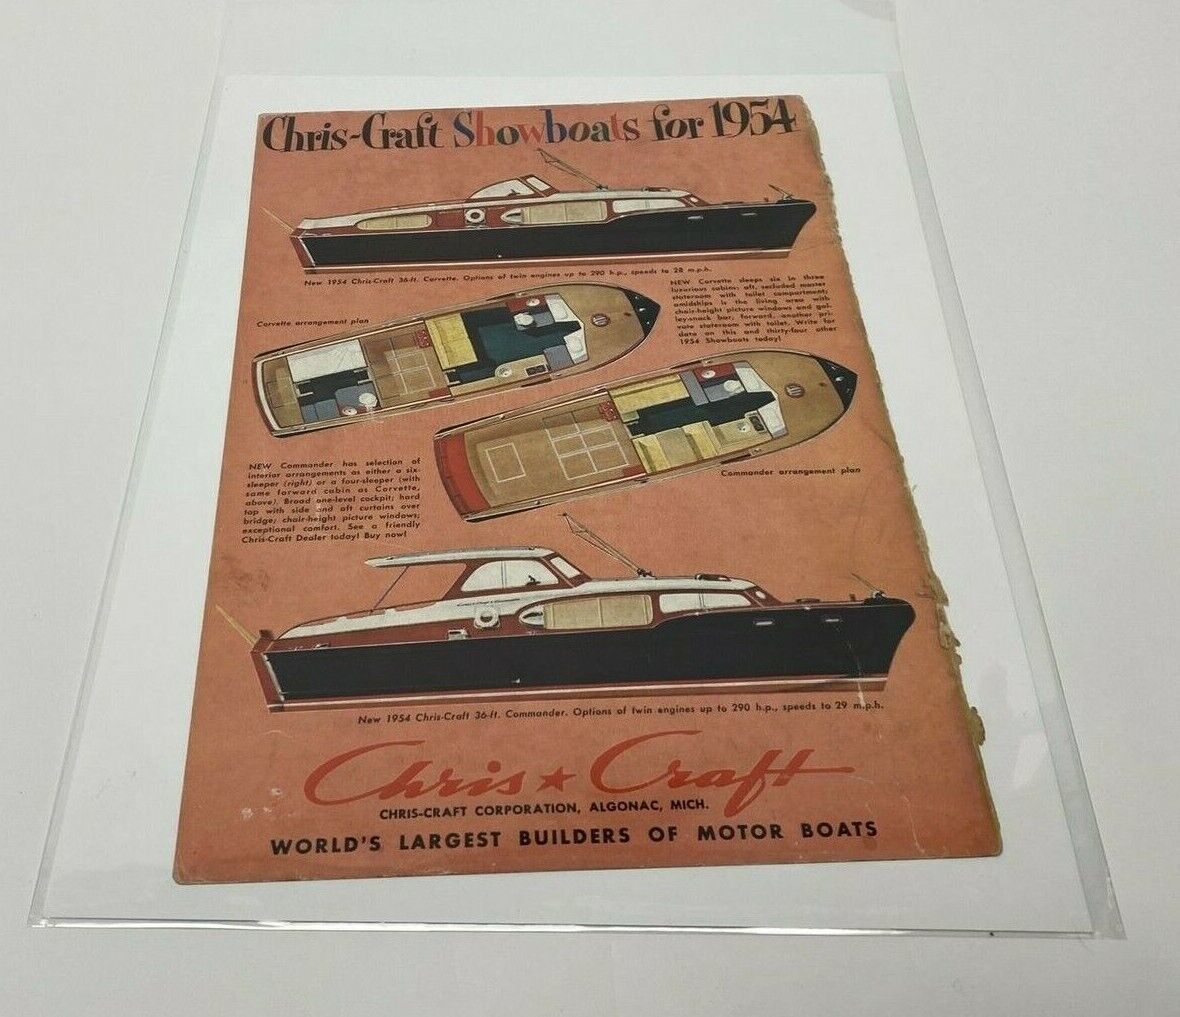 Chris-Craft Showboats for 1954
New 1954 Chris-Craft 36-ft. Corvette. Options of twin engines up to 290 h.p., speeds to 28 m.p.h.
NEW Corvette sleeps six in three
luxurious cabins: aft, secluded master
stateroom with toilet compartment;
amidships is the living area with
chair-height picture windows and gal-
ley-snack bar; forward, another pri-
vate stateroom with toilet. Write for
data on this and thirty-four other
1954 Showboats today!
Corvette arrangement plan
Commander arrangement plan
NEW Commander has selection of
interior arrangements as either a six-
sleeper (right) or a four-sleeper (with
same forward cabin as Corvette,
above). Broad one-level cockpit; hard
top with side and aft curtains over
bridge; chair-height picture windows;
exceptional comfort. See a friendly
Chris-Craft Dealer today! Buy now!
New 1954 Chris-Craft 36-ft. Commander. Options of twin engines up to 290 h.p., speeds to 29 m.p.h.
Chris ★ Craft
CHRIS-CRAFT CORPORATION, ALGONAC, MICH.
WORLD'S LARGEST BUILDERS OF MOTOR BOATS